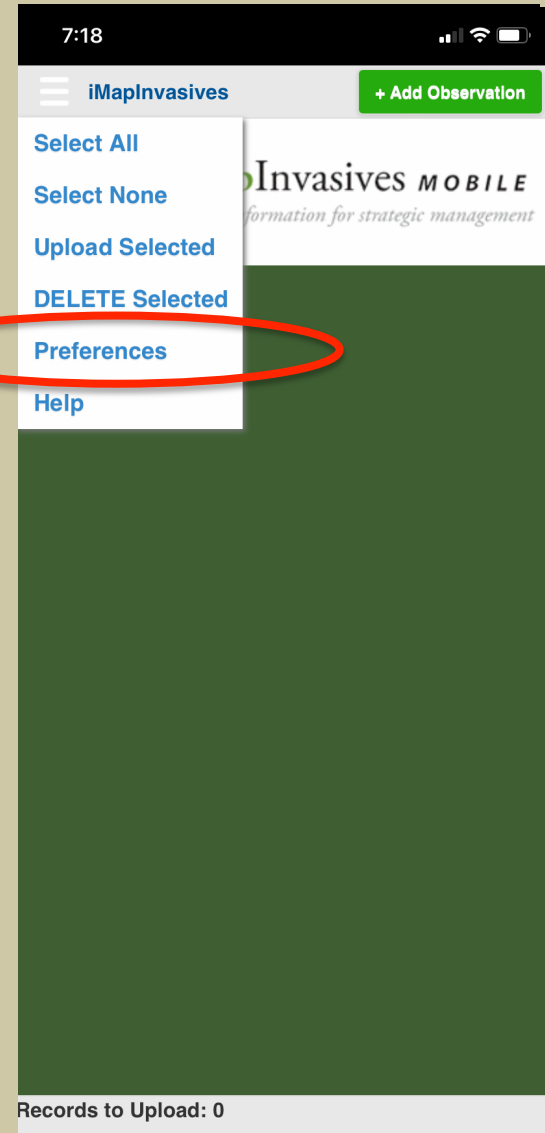 7:18
iMapInvasives
+ Add Observation
Select All
Invasives MOBILE
Select None
formation for strategic management
Upload Selected
DELETE Selected
Preferences
Help
Records to Upload: 0